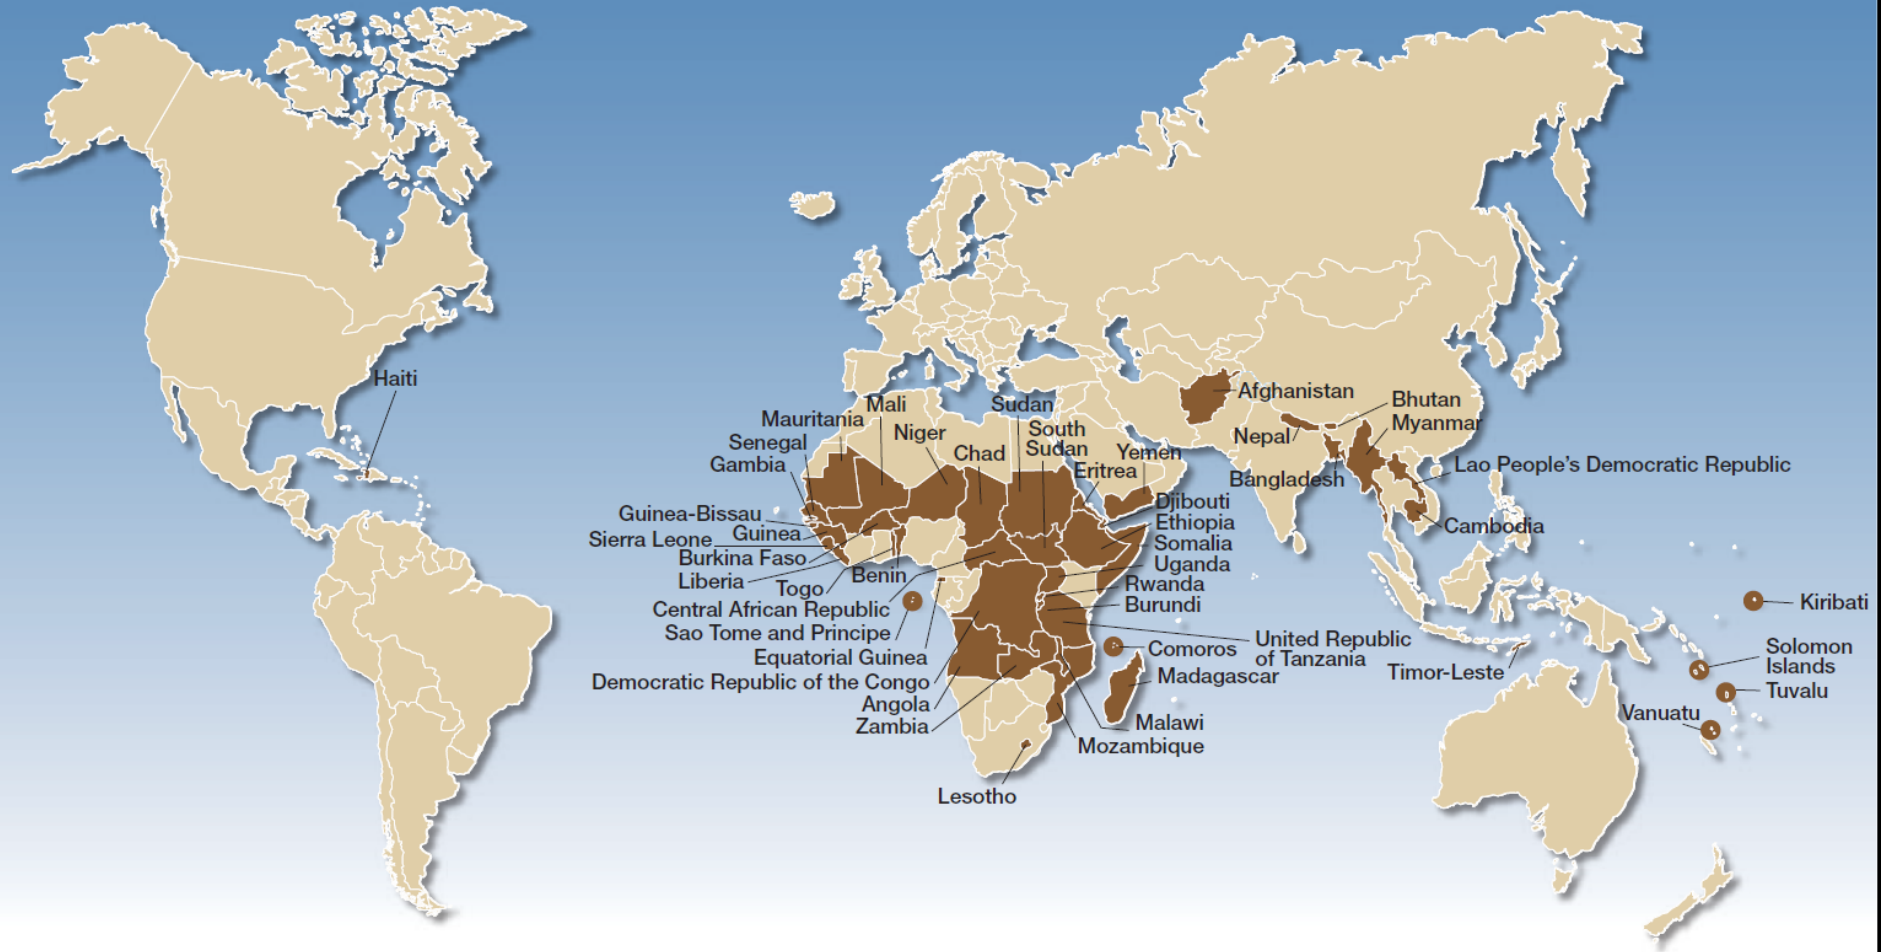 Haiti
Mali
Mauritania
Senegal
Gambia
Niger
Chad
Sudan
South
Sudan
Yemen
Eritrea
Guinea-Bissau
Guinea
Sierra Leone
Burkina Faso
Liberia
Togo
Benin
Central African Republic
Sao Tome and Principe
Equatorial Guinea
Democratic Republic of the Congo
Angola
Zambia
Lesotho
Djibouti
Ethiopia
Somalia
Uganda
Rwanda
Burundi
United Republic
of Tanzania
Comoros
Madagascar
Malawi
Mozambique
Afghanistan
Bhutan
Myanmar
Nepal
Bangladesh
Lao People's Democratic Republic
Cambodia
Timor-Leste
Kiribati
Solomon
Islands
Tuvalu
Vanuatu